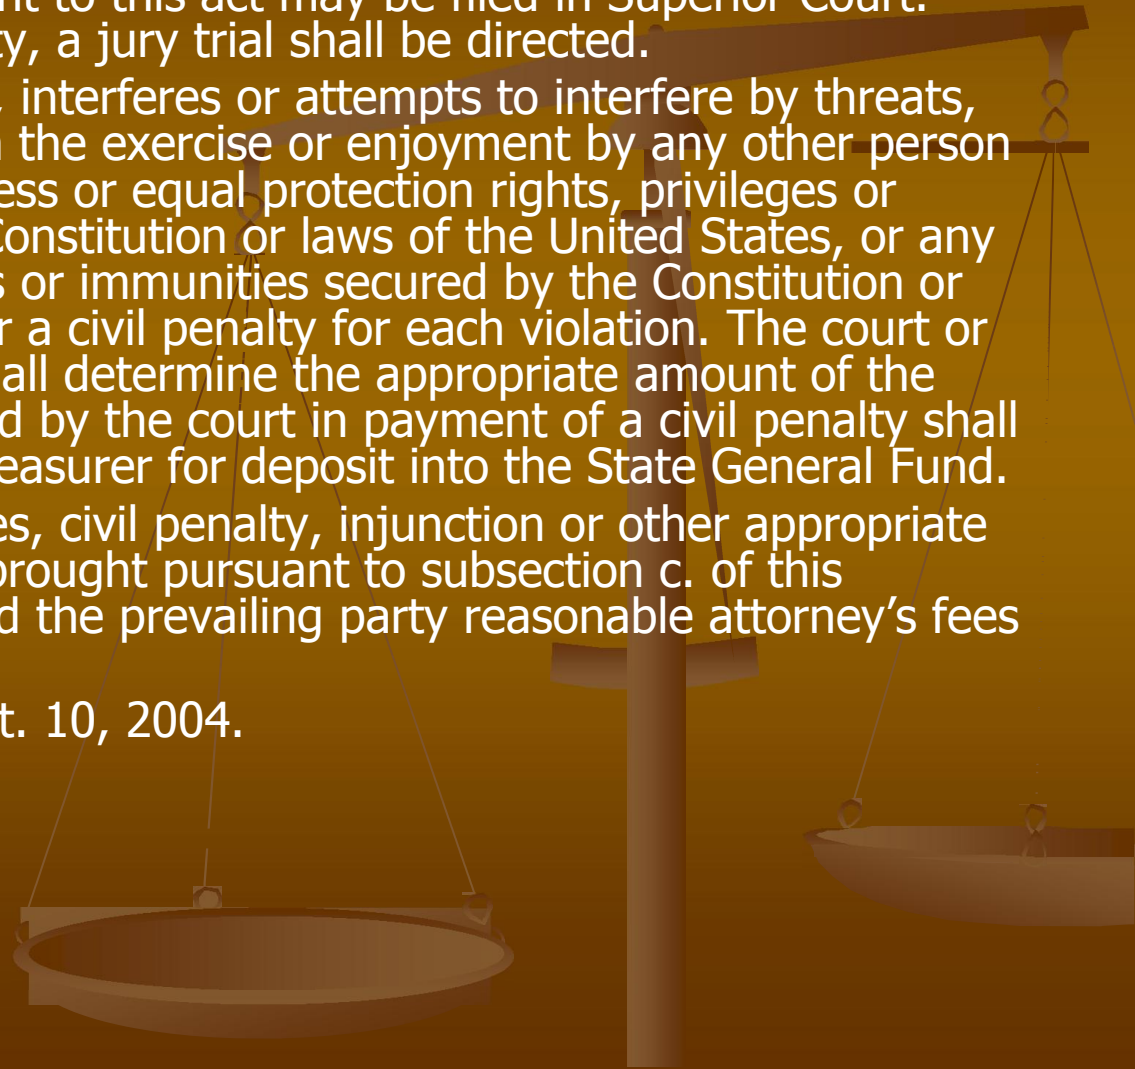 nt to this act may be filed in Superior Court.
ty, a jury trial shall be directed.
, interferes or attempts to interfere by threats,
n the exercise or enjoyment by any other person
ess or equal protection rights, privileges or
Constitution or laws of the United States, or any
s or immunities secured by the Constitution or
r a civil penalty for each violation. The court or
all determine the appropriate amount of the
d by the court in payment of a civil penalty shall
easurer for deposit into the State General Fund.
es, civil penalty, injunction or other appropriate
brought pursuant to subsection c. of this
d the prevailing party reasonable attorney’s fees
t. 10, 2004.